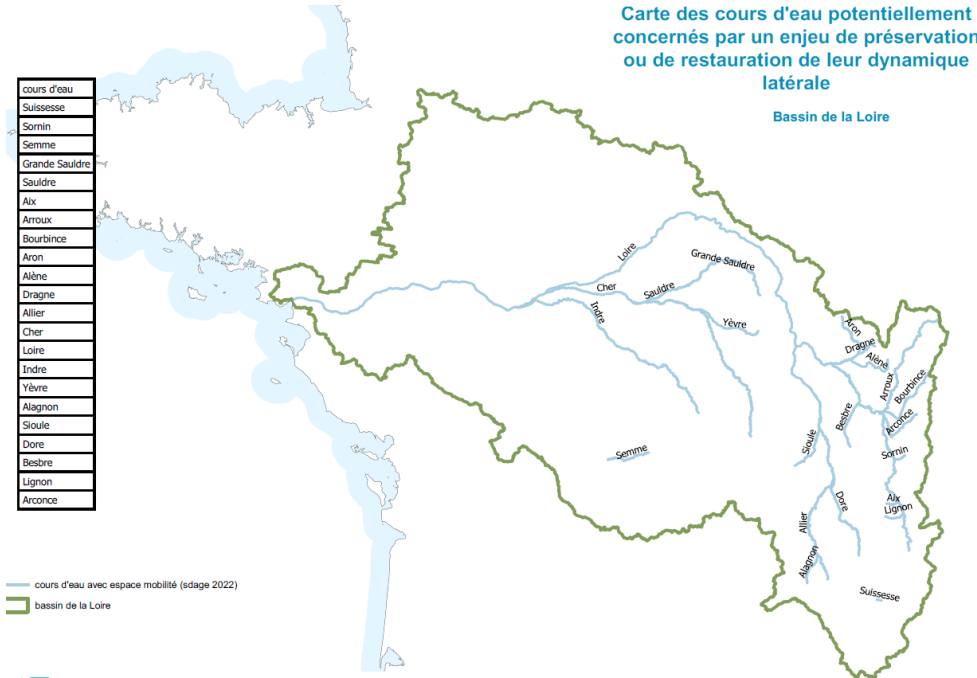 Carte des cours d'eau potentiellement
concernés par un enjeu de préservation
ou de restauration de leur dynamique
latérale
Bassin de la Loire
cours d'eau
Suissesse
Sornin
Semme
Grande Sauldre
Sauldre
Aix
Arroux
Bourbince
Aron
Alène
Dragne
Allier
Cher
Loire
Indre
Yèvre
Alagnon
Sioule
Dore
Besbre
Lignon
Arconce
Loire
Grande Sauldre
Cher
Sauldre
Indre
Yèvre
Aron
Dragne
Alène
Arroux
Bourbince
Besbre
Arconce
Sioule
Semme
Sornin
Dore
Aix
Lignon
Allier
Alagnon
Suissesse
cours d'eau avec espace mobilité (sdage 2022)
bassin de la Loire